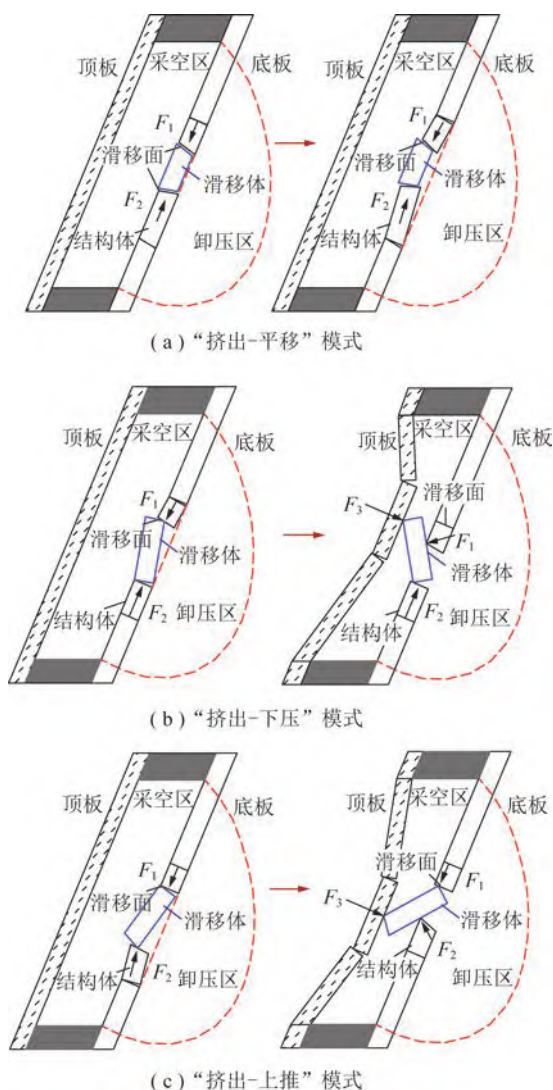 顶板 采空区 底板 顶板 采空区 底板
F1 F1
滑移面 滑移面
F2 滑移体 F2 滑移体
结构体 卸压区 结构体 卸压区
(a)“挤出-平移”模式
顶板 采空区 底板 顶板 采空区 底板
F1 F3 滑移面
滑移面 滑移体 F1 滑移体
结构体 F2 卸压区 结构体 F2 卸压区
(b)“挤出-下压”模式
顶板 采空区 底板 顶板 采空区 底板
F1 滑移面 F1
滑移面 滑移体 F3 滑移体
结构体 F2 卸压区 结构体 F2 卸压区
(c)“挤出-上推”模式